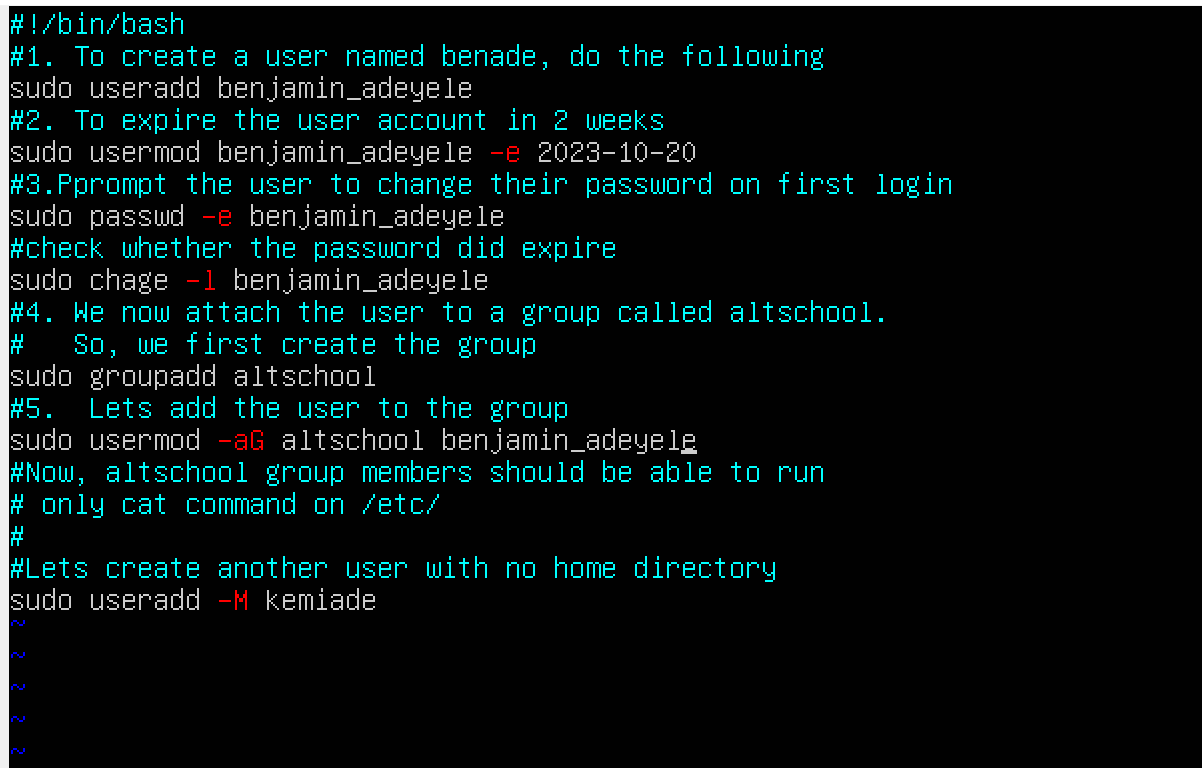 #!/bin/bash
#1. To create a user named benade, do the following
sudo useradd benjamin_adeyele
#2. To expire the user account in 2 weeks
sudo usermod benjamin_adeyele -e 2023-10-20
#3.Pprompt the user to change their password on first login
sudo passwd -e benjamin_adeyele
#check whether the password did expire
sudo chage -l benjamin_adeyele
#4. We now attach the user to a group called altschool.
#   So, we first create the group
sudo groupadd altschool
#5.  Lets add the user to the group
sudo usermod -aG altschool benjamin_adeyele
#Now, altschool group members should be able to run
# only cat command on /etc/
#
#Lets create another user with no home directory
sudo useradd -M kemiade
~
~
~
~
~